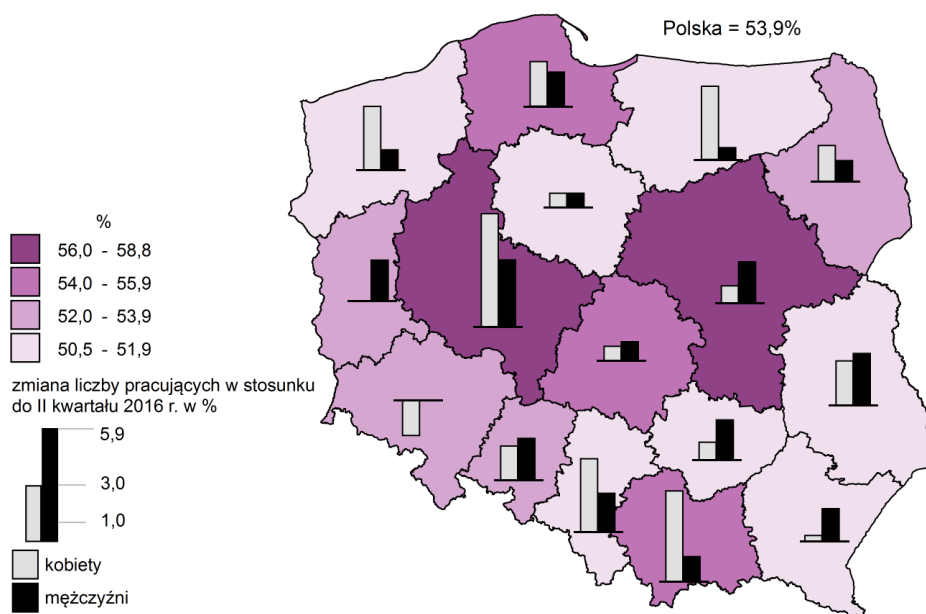 Polska = 53,9%
%
56,0 - 58,8
54,0 - 55,9
52,0 - 53,9
50,5 - 51,9
zmiana liczby pracujących w stosunku
do II kwartału 2016 r. w %
5,9
3,0
1,0
kobiety
mężczyźni